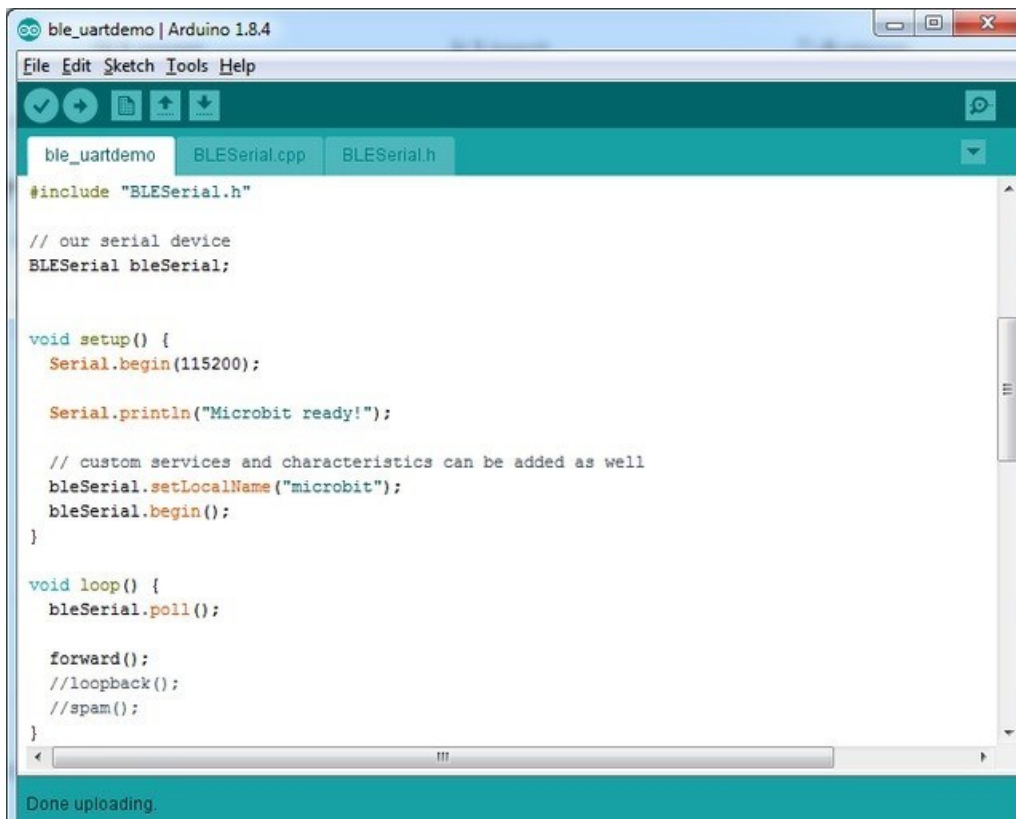 ble_uartdemo | Arduino 1.8.4
File Edit Sketch Tools Help
ble_uartdemo BLESerial.cpp BLESerial.h
#include "BLESerial.h"
// our serial device
BLESerial bleSerial;
void setup() {
Serial.begin(115200);
Serial.println("Microbit ready!");
// custom services and characteristics can be added as well
bleSerial.setLocalName("microbit");
bleSerial.begin();
}
void loop() {
bleSerial.poll();
forward();
//loopback();
//spam();
}
Done uploading.